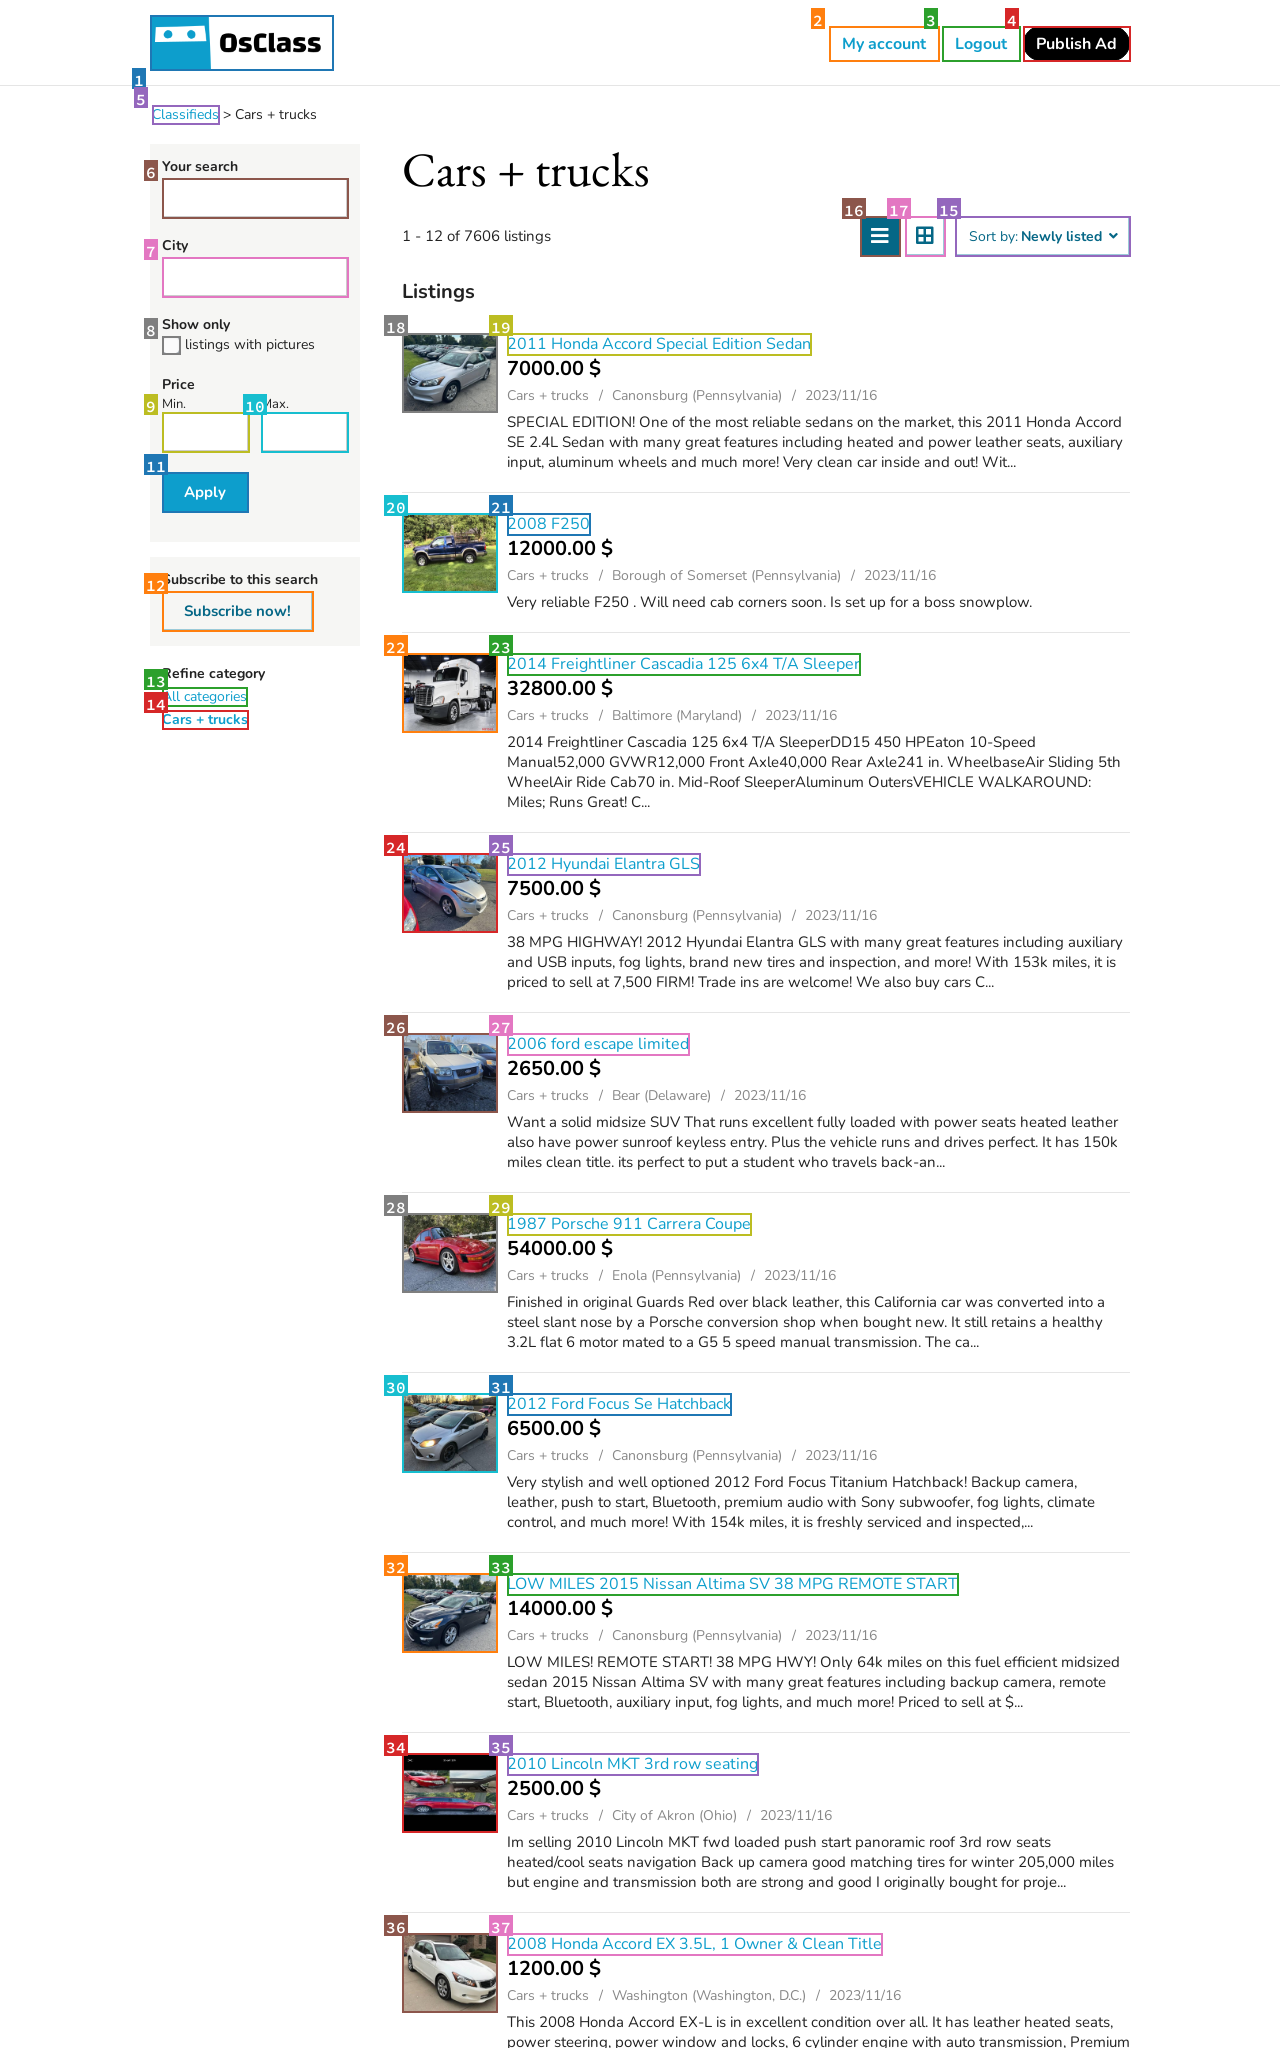 OsClass
2
3
4
My account
Logout
Publish Ad
1
5
Classifieds > Cars + trucks
6
Your search
7
City
8
Show only
listings with pictures
Price
9
Min.
10
Max.
11
Apply
12
Subscribe to this search
Subscribe now!
Refine category
13
All categories
14
Cars + trucks
Cars + trucks
1 - 12 of 7606 listings
16
17
15
Sort by: Newly listed
Listings
18
19
2011 Honda Accord Special Edition Sedan
7000.00 $
Cars + trucks / Canonsburg (Pennsylvania) / 2023/11/16
SPECIAL EDITION! One of the most reliable sedans on the market, this 2011 Honda Accord
SE 2.4L Sedan with many great features including heated and power leather seats, auxiliary
input, aluminum wheels and much more! Very clean car inside and out! Wit...
20
21
2008 F250
12000.00 $
Cars + trucks / Borough of Somerset (Pennsylvania) / 2023/11/16
Very reliable F250 . Will need cab corners soon. Is set up for a boss snowplow.
22
23
2014 Freightliner Cascadia 125 6x4 T/A Sleeper
32800.00 $
Cars + trucks / Baltimore (Maryland) / 2023/11/16
2014 Freightliner Cascadia 125 6x4 T/A SleeperDD15 450 HPEaton 10-Speed
Manual52,000 GVWR12,000 Front Axle40,000 Rear Axle241 in. WheelbaseAir Sliding 5th
WheelAir Ride Cab70 in. Mid-Roof SleeperAluminum OutersVEHICLE WALKAROUND:
Miles; Runs Great! C...
24
25
2012 Hyundai Elantra GLS
7500.00 $
Cars + trucks / Canonsburg (Pennsylvania) / 2023/11/16
38 MPG HIGHWAY! 2012 Hyundai Elantra GLS with many great features including auxiliary
and USB inputs, fog lights, brand new tires and inspection, and more! With 153k miles, it is
priced to sell at 7,500 FIRM! Trade ins are welcome! We also buy cars C...
26
27
2006 ford escape limited
2650.00 $
Cars + trucks / Bear (Delaware) / 2023/11/16
Want a solid midsize SUV That runs excellent fully loaded with power seats heated leather
also have power sunroof keyless entry. Plus the vehicle runs and drives perfect. It has 150k
miles clean title. its perfect to put a student who travels back-an...
28
29
1987 Porsche 911 Carrera Coupe
54000.00 $
Cars + trucks / Enola (Pennsylvania) / 2023/11/16
Finished in original Guards Red over black leather, this California car was converted into a
steel slant nose by a Porsche conversion shop when bought new. It still retains a healthy
3.2L flat 6 motor mated to a G5 5 speed manual transmission. The ca...
30
31
2012 Ford Focus Se Hatchback
6500.00 $
Cars + trucks / Canonsburg (Pennsylvania) / 2023/11/16
Very stylish and well optioned 2012 Ford Focus Titanium Hatchback! Backup camera,
leather, push to start, Bluetooth, premium audio with Sony subwoofer, fog lights, climate
control, and much more! With 154k miles, it is freshly serviced and inspected,...
32
33
LOW MILES 2015 Nissan Altima SV 38 MPG REMOTE START
14000.00 $
Cars + trucks / Canonsburg (Pennsylvania) / 2023/11/16
LOW MILES! REMOTE START! 38 MPG HWY! Only 64k miles on this fuel efficient midsized
sedan 2015 Nissan Altima SV with many great features including backup camera, remote
start, Bluetooth, auxiliary input, fog lights, and much more! Priced to sell at $...
34
35
2010 Lincoln MKT 3rd row seating
2500.00 $
Cars + trucks / City of Akron (Ohio) / 2023/11/16
Im selling 2010 Lincoln MKT fwd loaded push start panoramic roof 3rd row seats
heated/cool seats navigation Back up camera good matching tires for winter 205,000 miles
but engine and transmission both are strong and good I originally bought for proje...
36
37
2008 Honda Accord EX 3.5L, 1 Owner & Clean Title
1200.00 $
Cars + trucks / Washington (Washington, D.C.) / 2023/11/16
This 2008 Honda Accord EX-L is in excellent condition over all. It has leather heated seats,
power steering, power window and locks, 6 cylinder engine with auto transmission, Premium